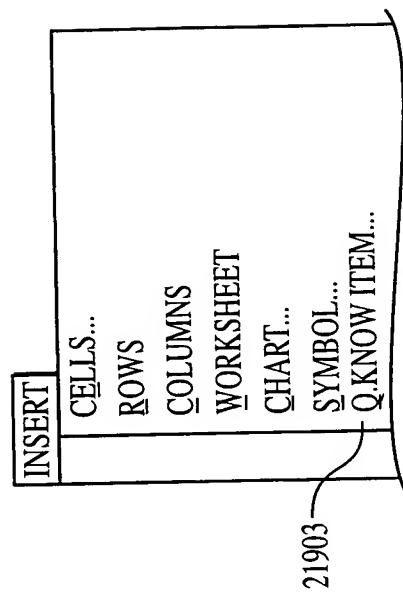 INSERT
CELLS...
ROWS
COLUMNS
WORKSHEET
CHART...
SYMBOL...
Q.KNOW ITEM...
21903